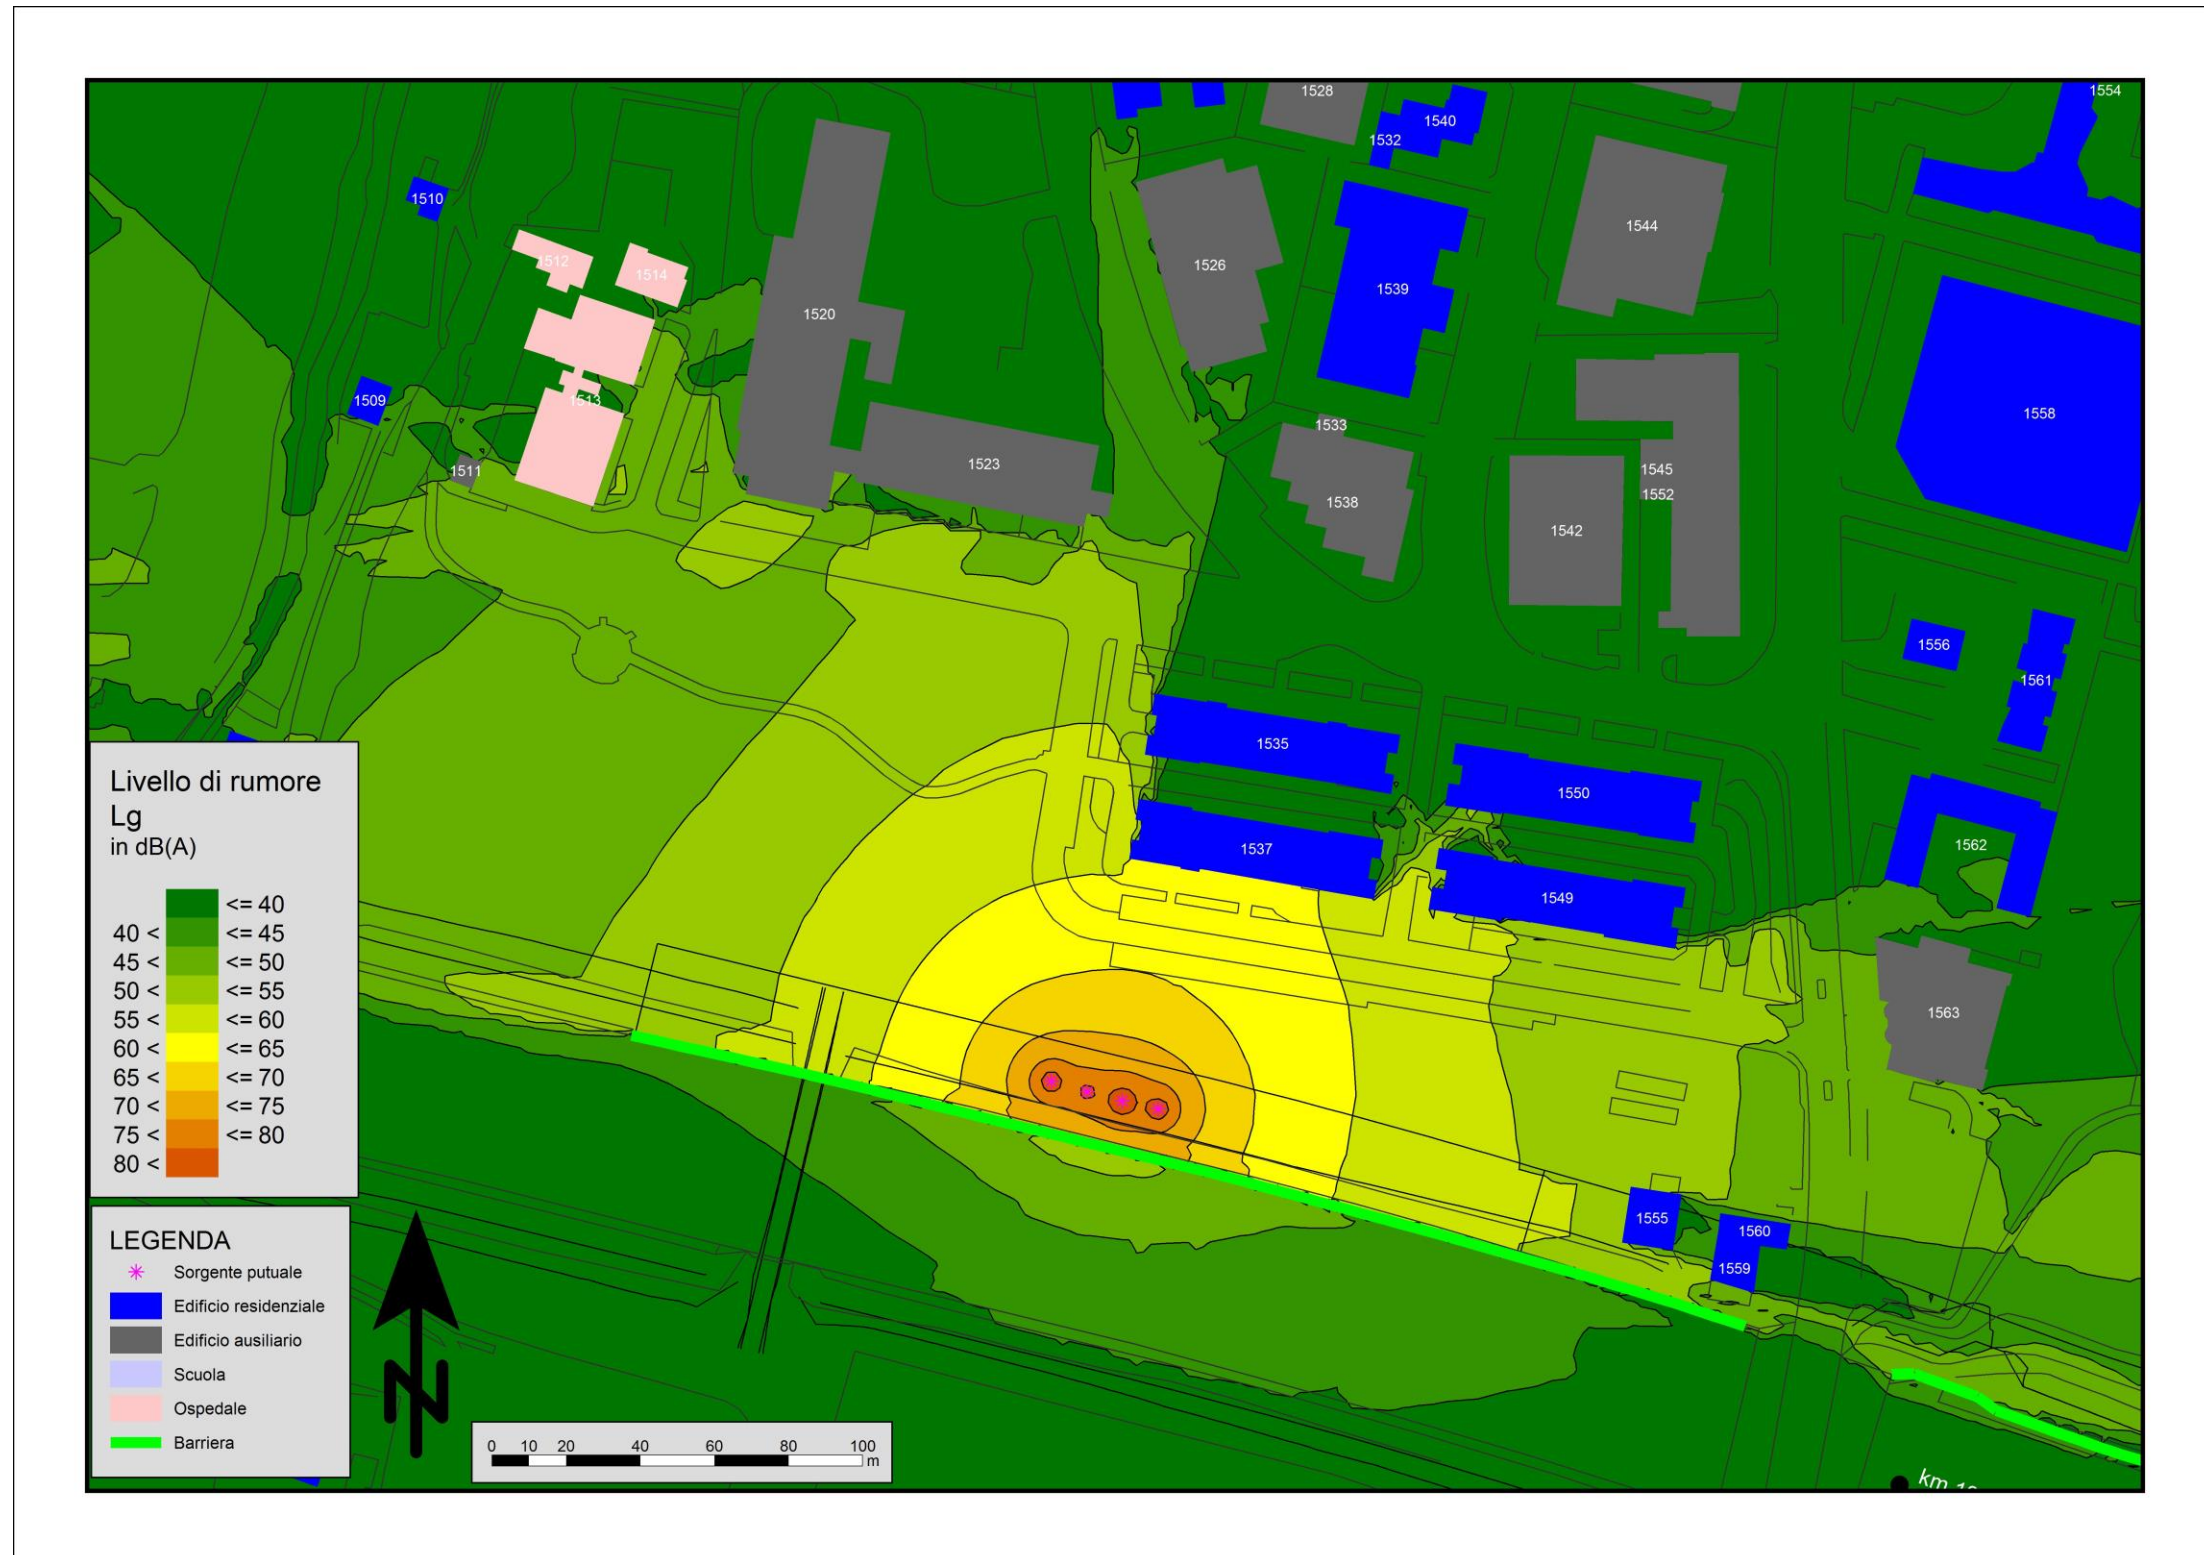 1528
1554
1540
1532
1510
1544
1512
1526
1514
1539
1520
1509
1513
1558
1533
1511
1523
1545
1552
1538
1542
1556
1561
1535
1550
1537
1562
1549
1563
1555
1560
1559
Livello di rumore
Lg
in dB(A)
<= 40
40 < <= 45
45 < <= 50
50 < <= 55
55 < <= 60
60 < <= 65
65 < <= 70
70 < <= 75
75 < <= 80
80 <
LEGENDA
Sorgente putuale
Edificio residenziale
Edificio ausiliario
Scuola
Ospedale
Barriera
N
0 10 20 40 60 80 100
m
km